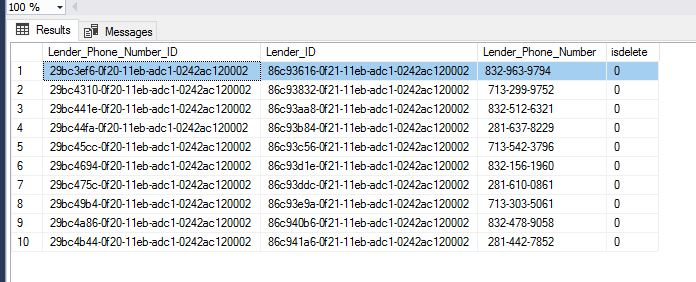 100 %
Results Messages
Lender_Phone_Number_ID Lender_ID Lender_Phone_Number isdelete
1 29bc3ef6-0f20-11eb-adc1-0242ac120002 86c93616-0f21-11eb-adc1-0242ac120002 832-963-9794 0
2 29bc4310-0f20-11eb-adc1-0242ac120002 86c93832-0f21-11eb-adc1-0242ac120002 713-299-9752 0
3 29bc441e-0f20-11eb-adc1-0242ac120002 86c93aa8-0f21-11eb-adc1-0242ac120002 832-512-6321 0
4 29bc44fa-0f20-11eb-adc1-0242ac120002 86c93b84-0f21-11eb-adc1-0242ac120002 281-637-8229 0
5 29bc45cc-0f20-11eb-adc1-0242ac120002 86c93c56-0f21-11eb-adc1-0242ac120002 713-542-3796 0
6 29bc4694-0f20-11eb-adc1-0242ac120002 86c93d1e-0f21-11eb-adc1-0242ac120002 832-156-1960 0
7 29bc475c-0f20-11eb-adc1-0242ac120002 86c93ddc-0f21-11eb-adc1-0242ac120002 281-610-0861 0
8 29bc49b4-0f20-11eb-adc1-0242ac120002 86c93e9a-0f21-11eb-adc1-0242ac120002 713-303-5061 0
9 29bc4a86-0f20-11eb-adc1-0242ac120002 86c940b6-0f21-11eb-adc1-0242ac120002 832-478-9058 0
10 29bc4b44-0f20-11eb-adc1-0242ac120002 86c941a6-0f21-11eb-adc1-0242ac120002 281-442-7852 0